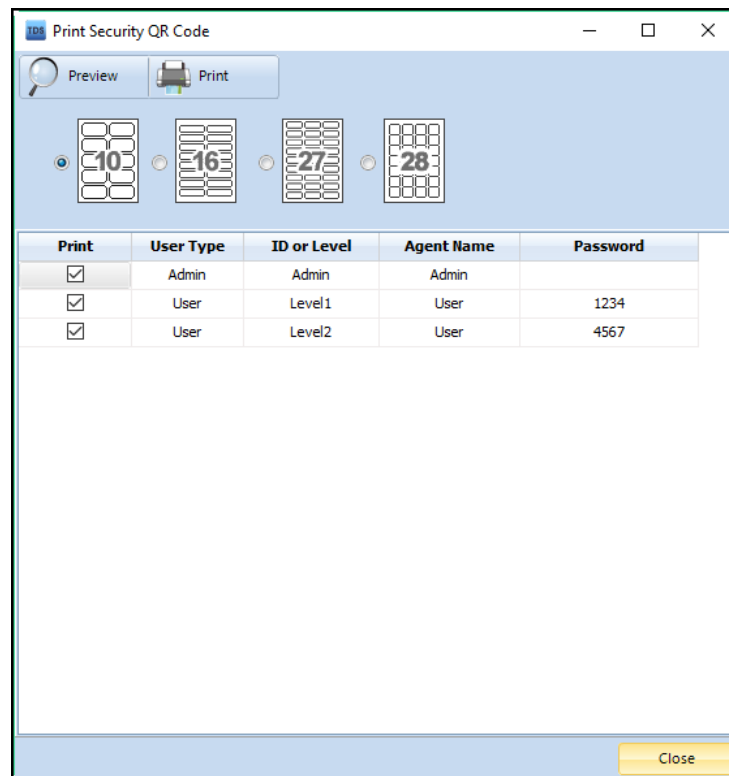 TDS Print Security QR Code
Preview Print
10 16 27 28
Print User Type ID or Level Agent Name Password
Admin Admin Admin
User Level1 User 1234
User Level2 User 4567
Close